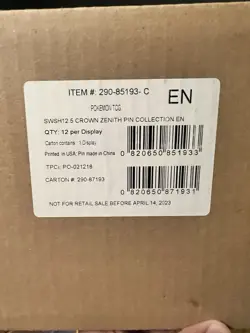 ITEM #: 290-85193- C
EN
POKEMON TCG
SWSH12.5 CROWN ZENITH PIN COLLECTION EN
QTY: 12 per Display
Carton contains : 1 Display
Printed in USA; Pin made in China
0 820650 851933
TPCi: PO-021218
CARTON #: 290-87193
0 820650 871931
NOT FOR RETAIL SALE BEFORE APRIL 14, 2023